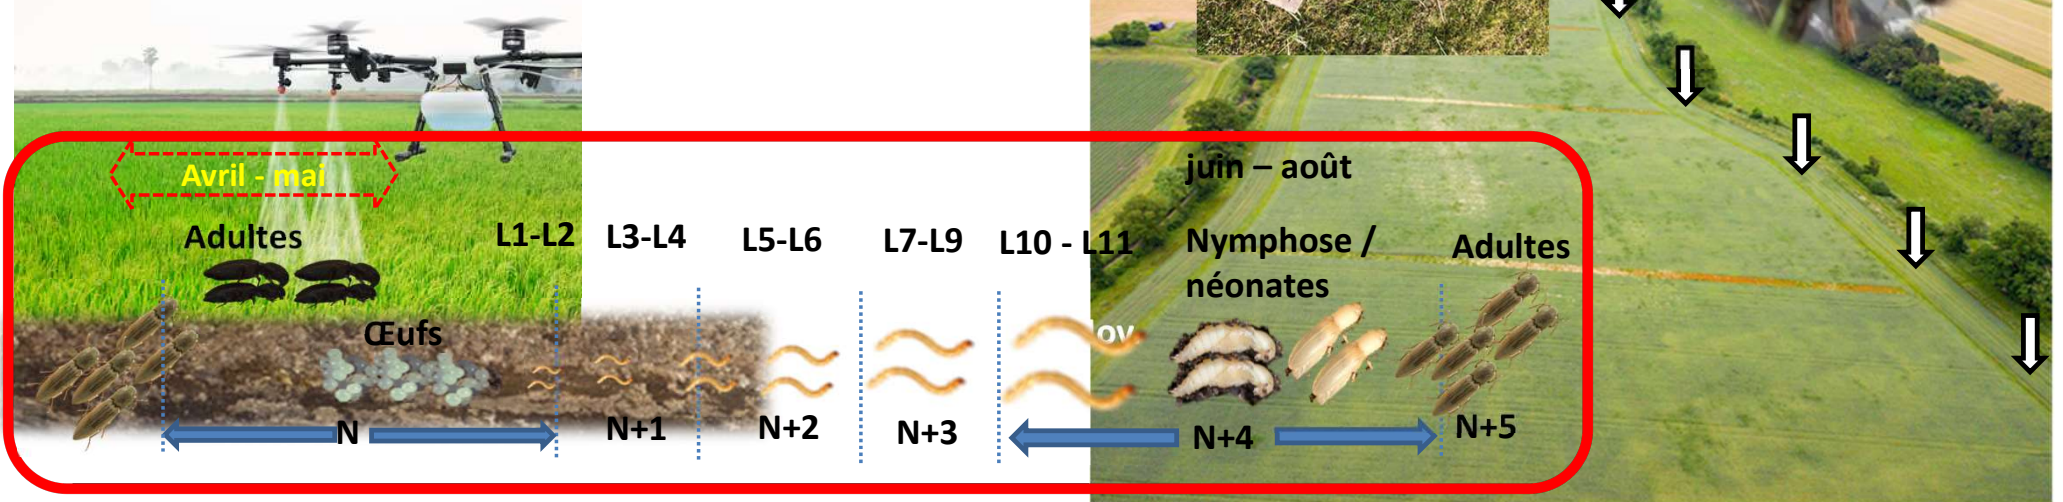 Avril - mai
juin – août
Adultes
L1-L2
L3-L4
L5-L6
L7-L9
L10 - L11
Nymphose /
néonates
Adultes
Œufs
N
N+1
N+2
N+3
N+4
N+5